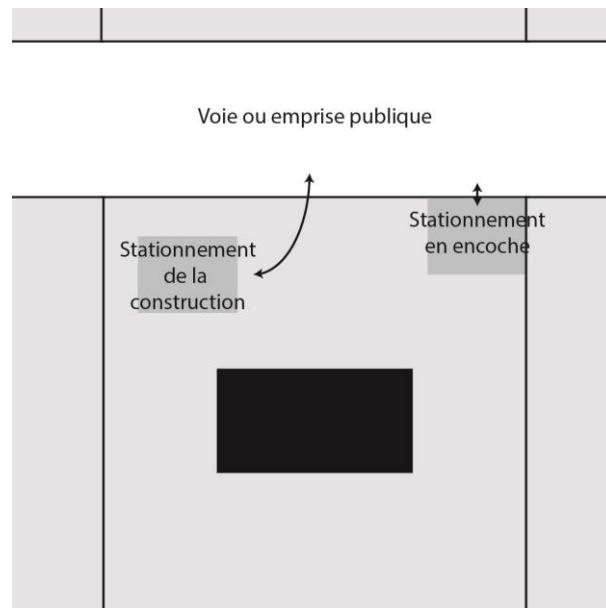 Voie ou emprise publique
Stationnement
en encoche
Stationnement
de la
construction